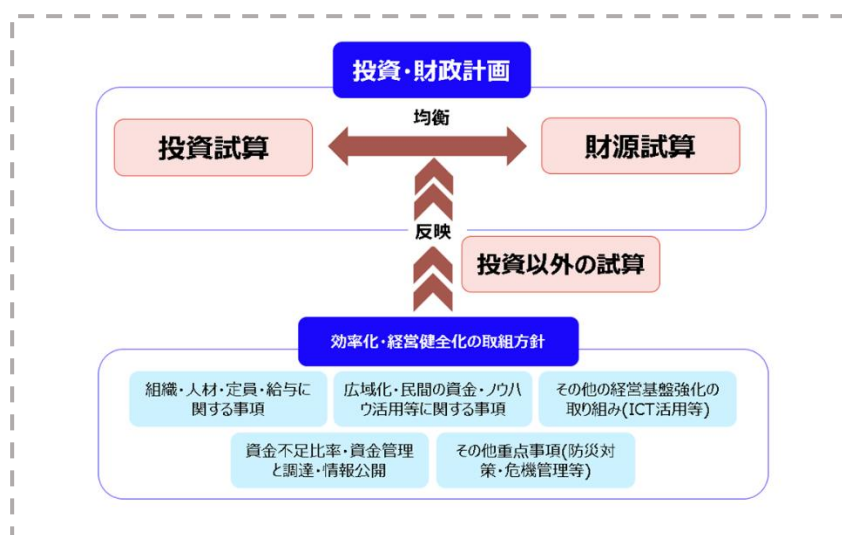 投資・財政計画
均衡
投資試算
財源試算
反映
投資以外の試算
効率化・経営健全化の取組方針
組織・人材・定員・給与に
関する事項
広域化・民間の資金・ノウハ
ウ活用等に関する事項
その他の経営基盤強化の
取り組み(ICT活用等)
資金不足比率・資金管理
と調達・情報公開
その他重点事項(防災対
策・危機管理等)